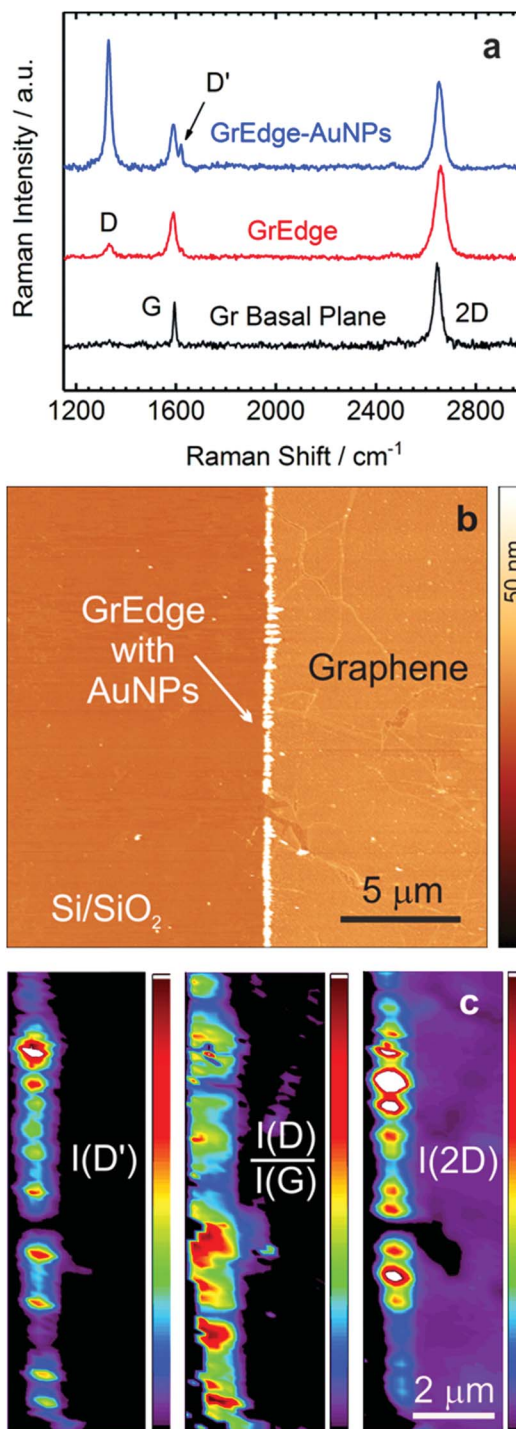 a
D'
GrEdge-AuNPs
D
GrEdge
G
Gr Basal Plane
2D
Raman Intensity / a.u.
1200 1600 2000 2400 2800
Raman Shift / cm⁻¹
b
50 nm
GrEdge
with
AuNPs
Graphene
5 μm
Si/SiO₂
c
I(D')
I(D)
I(G)
I(2D)
2 μm